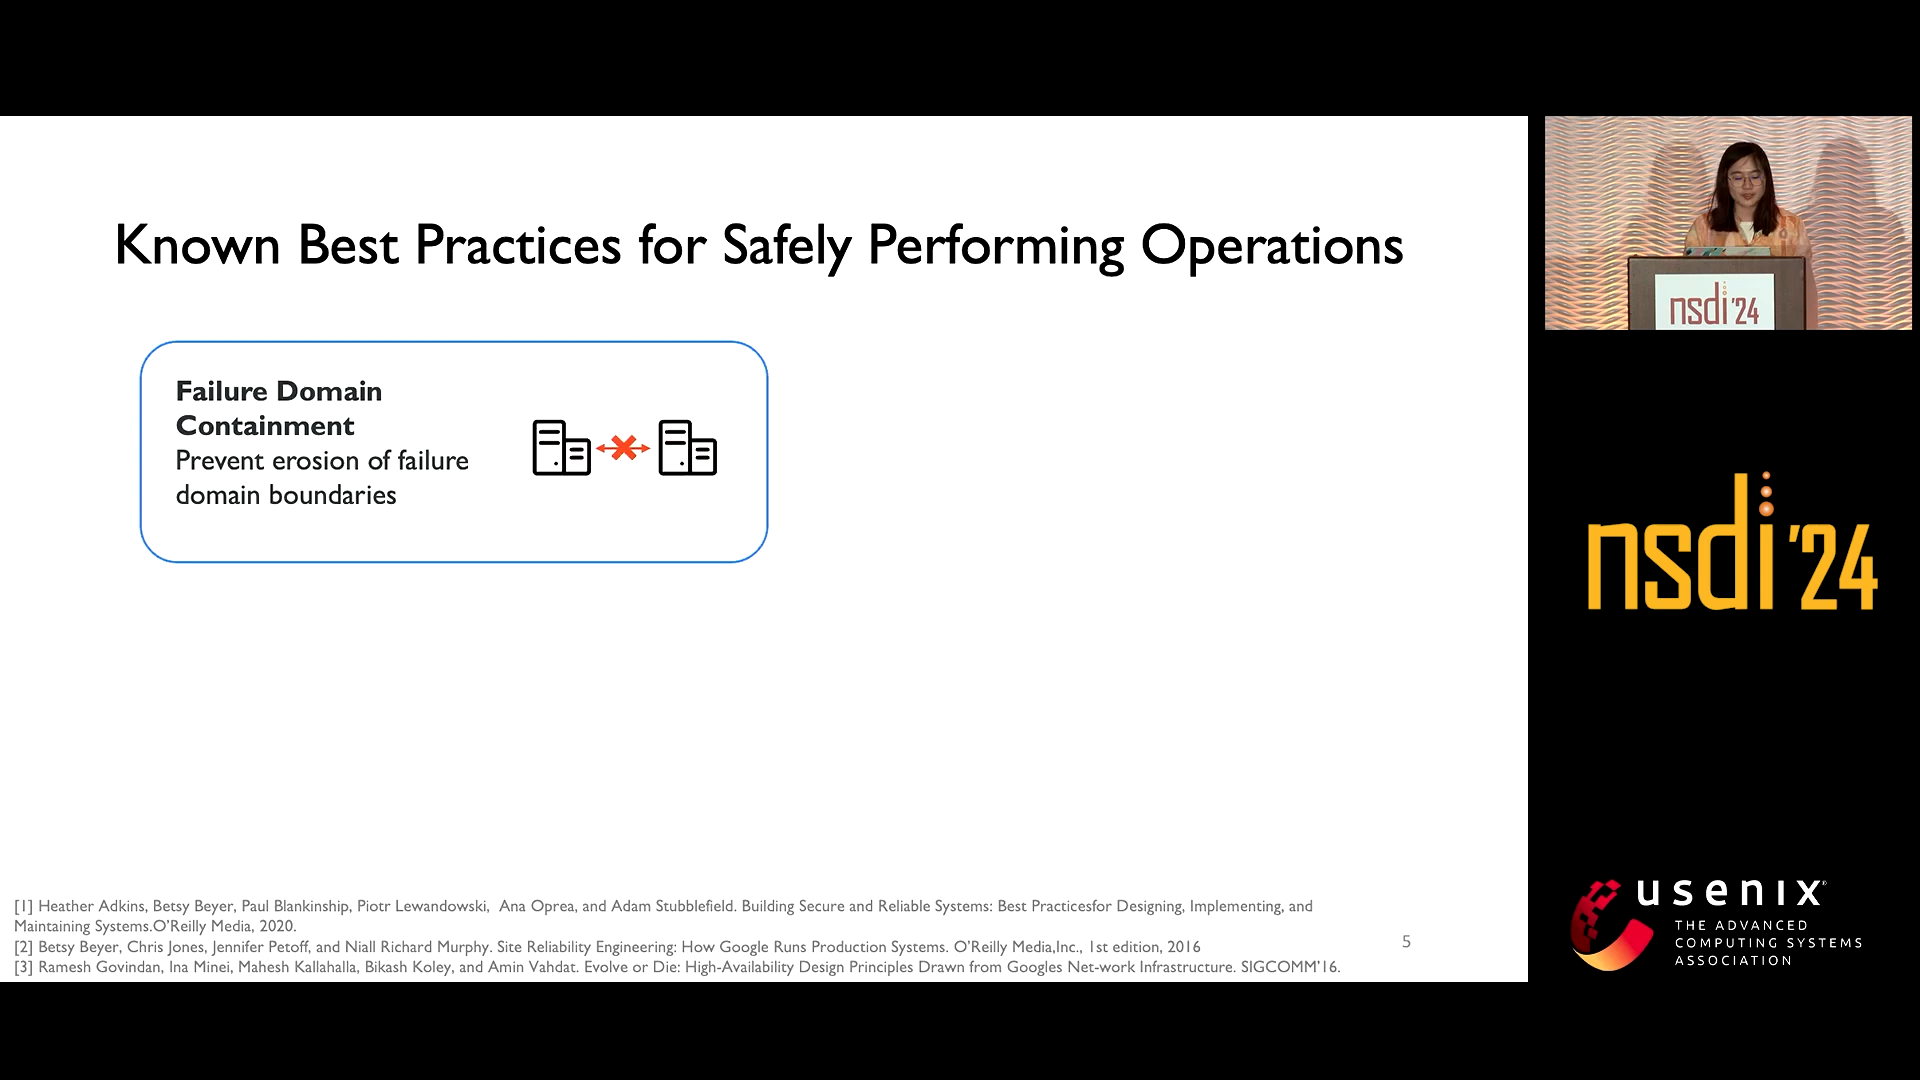 Known Best Practices for Safely Performing Operations
Failure Domain
Containment
Prevent erosion of failure
domain boundaries
[1] Heather Adkins, Betsy Beyer, Paul Blankinship, Piotr Lewandowski, Ana Oprea, and Adam Stubblefield. Building Secure and Reliable Systems: Best Practicesfor Designing, Implementing, and
Maintaining Systems.O'Reilly Media, 2020.
[2] Betsy Beyer, Chris Jones, Jennifer Petoff, and Niall Richard Murphy. Site Reliability Engineering: How Google Runs Production Systems. O'Reilly Media,Inc., 1st edition, 2016
[3] Ramesh Govindan, Ina Minei, Mahesh Kallahalla, Bikash Koley, and Amin Vahdat. Evolve or Die: High-Availability Design Principles Drawn from Googles Net-work Infrastructure. SIGCOMM'16.
5
nsdi '24
nsdi '24
usenix
THE ADVANCED
COMPUTING SYSTEMS
ASSOCIATION